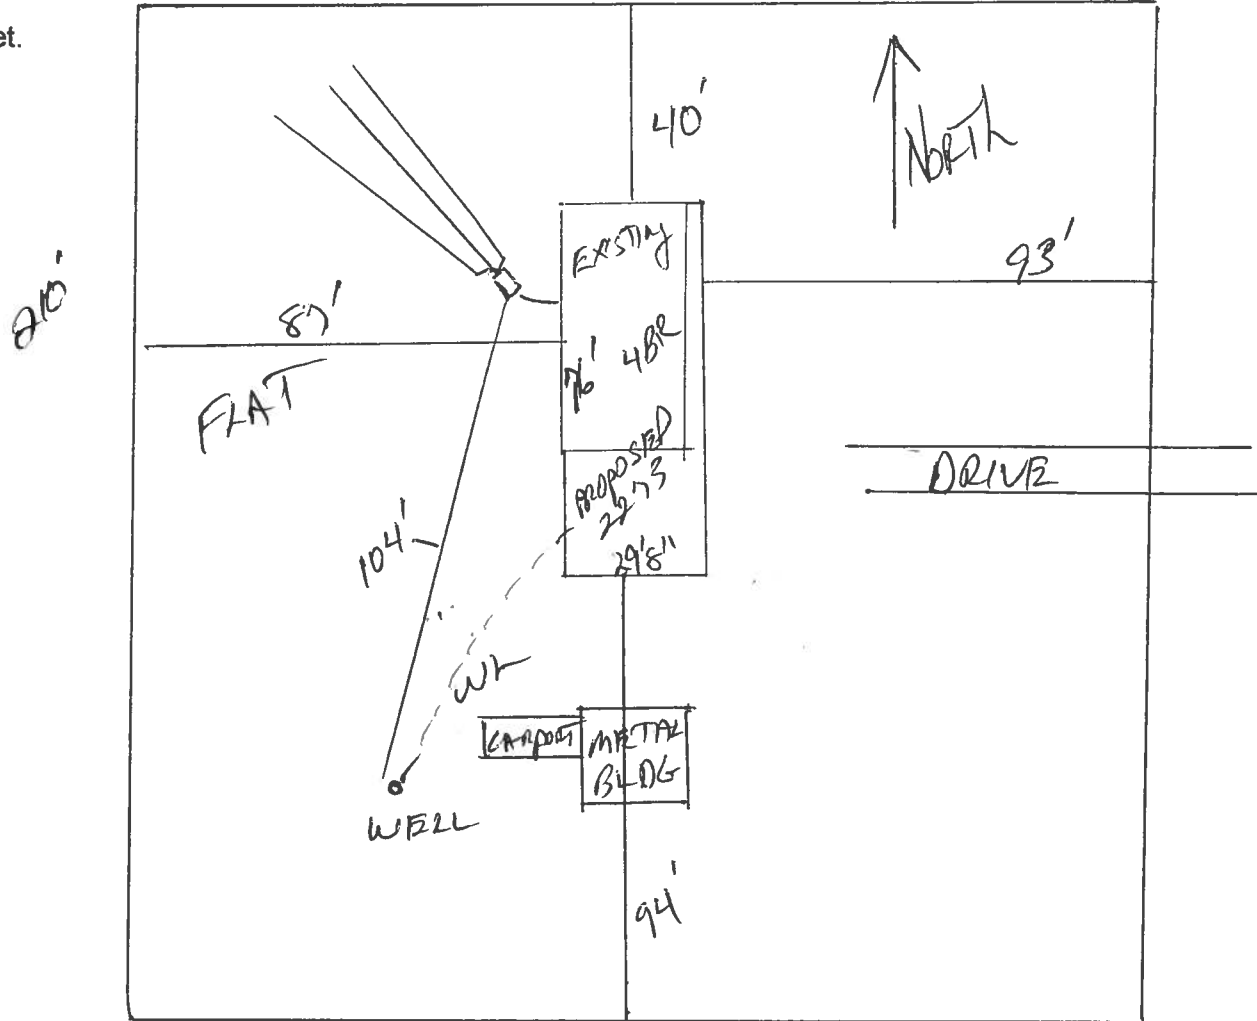 et.
40'
NORTH
EXISTING
93'
210'
87'
4BR
76'
FLAT
PROPOSED
2273
DRIVE
29'8"
104'
WL
CARPORT
METAL
BLDG
WELL
94'